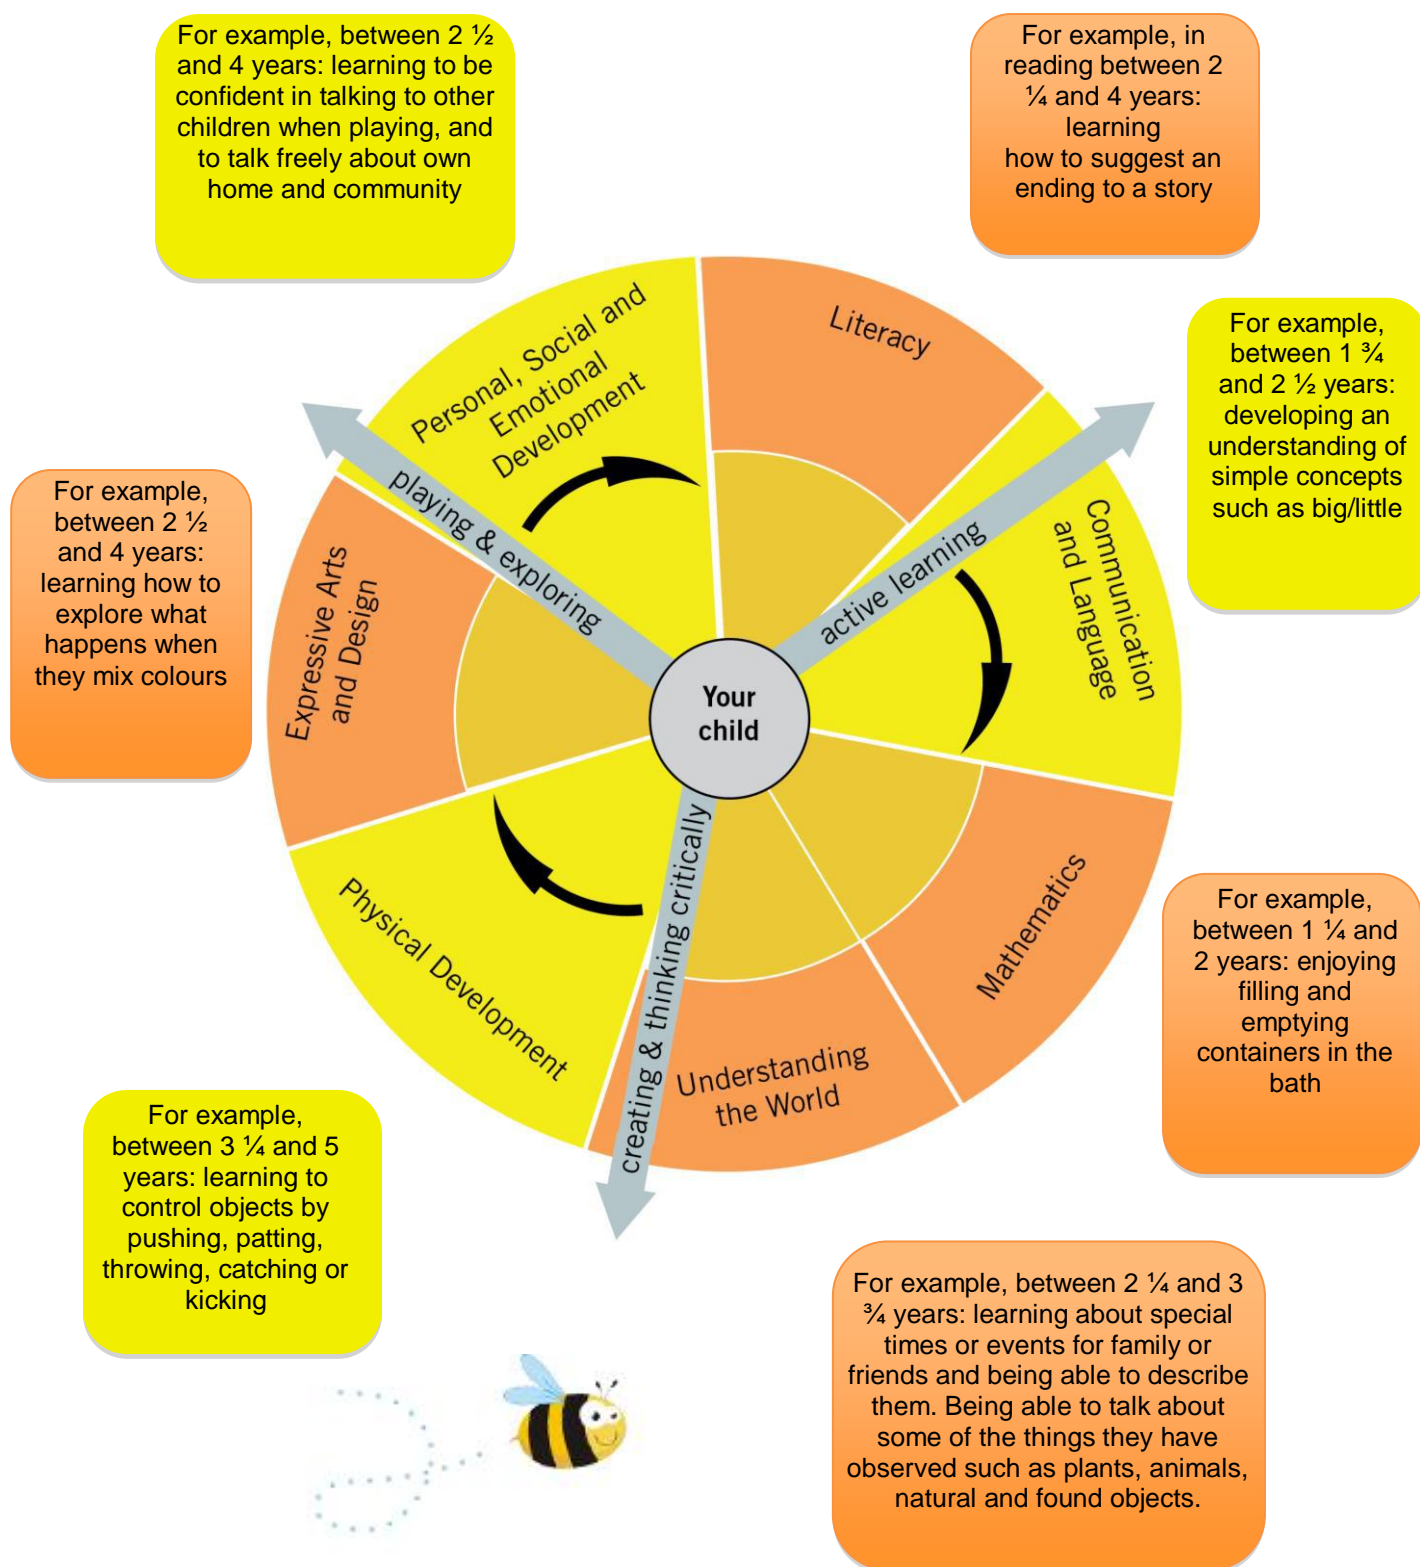 For example, between 2 ½
and 4 years: learning to be
confident in talking to other
children when playing, and
to talk freely about own
home and community
For example, in
reading between 2
¼ and 4 years:
learning
how to suggest an
ending to a story
For example,
between 1 ¾
and 2 ½ years:
developing an
understanding of
simple concepts
such as big/little
For example,
between 2 ½
and 4 years:
learning how to
explore what
happens when
they mix colours
Personal, Social and
Emotional
Development
Literacy
Communication
and Language
playing & exploring
active learning
Expressive Arts
and Design
Your
child
creating & thinking critically
Physical Development
Mathematics
Understanding
the World
For example,
between 1 ¼ and
2 years: enjoying
filling and
emptying
containers in the
bath
For example,
between 3 ¼ and 5
years: learning to
control objects by
pushing, patting,
throwing, catching or
kicking
For example, between 2 ¼ and 3
¾ years: learning about special
times or events for family or
friends and being able to describe
them. Being able to talk about
some of the things they have
observed such as plants, animals,
natural and found objects.